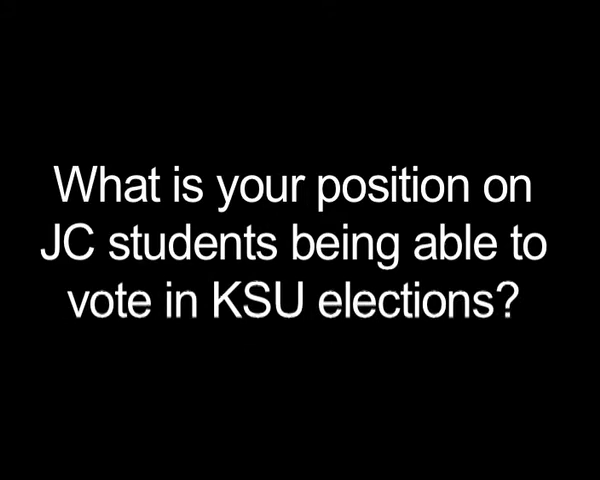 What is your position on
JC students being able to
vote in KSU elections?